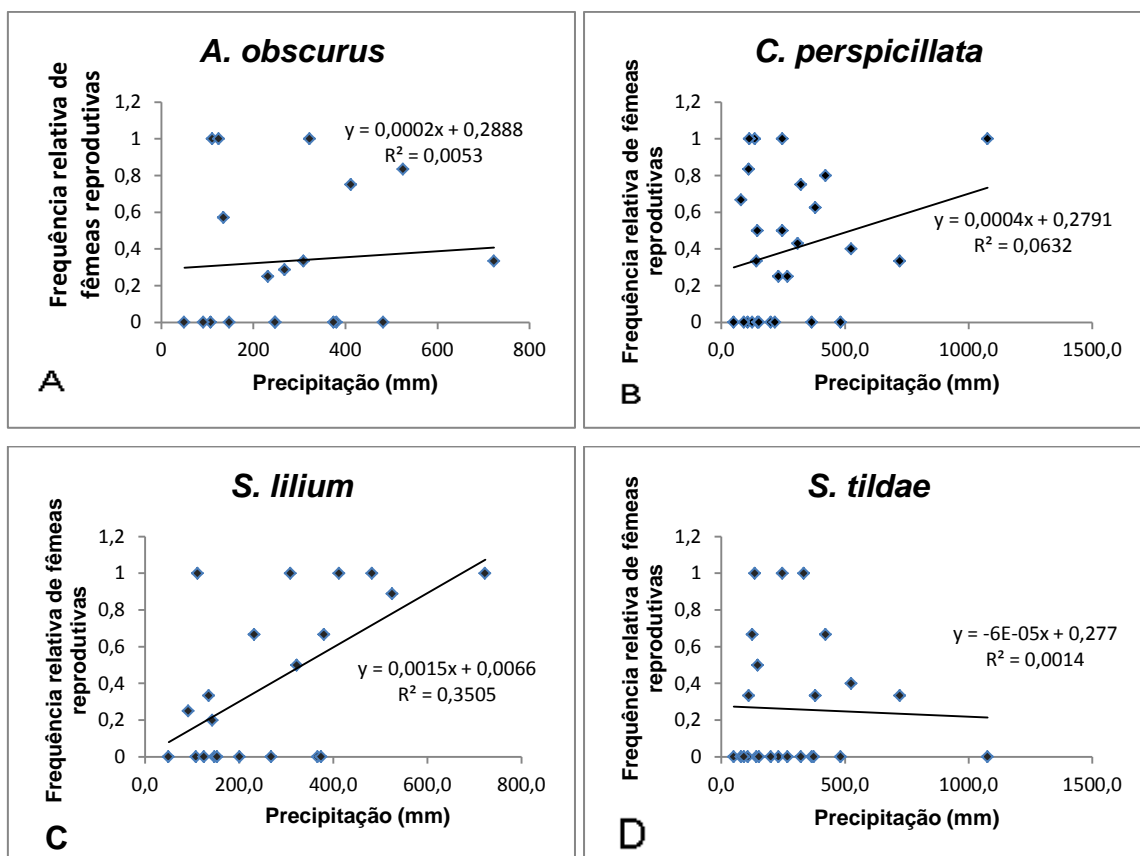 A. obscurus
Frequência relativa de
fêmeas reprodutivas
1,2
1
0,8
0,6
0,4
0,2
0
y = 0,0002x + 0,2888
R² = 0,0053
0
200
400
600
800
Precipitação (mm)
A
C. perspicillata
Frequência relativa de fêmeas
reprodutivas
1,2
1
0,8
0,6
0,4
0,2
0
y = 0,0004x + 0,2791
R² = 0,0632
0,0
500,0
1000,0
1500,0
Precipitação (mm)
B
S. lilium
Frequência relativa de fêmeas
reprodutivas
1,2
1
0,8
0,6
0,4
0,2
0
y = 0,0015x + 0,0066
R² = 0,3505
0,0
200,0
400,0
600,0
800,0
Precipitação (mm)
C
S. tildae
Frequência relativa de fêmeas
reprodutivas
1,2
1
0,8
0,6
0,4
0,2
0
y = -6E-05x + 0,277
R² = 0,0014
0,0
500,0
1000,0
1500,0
Precipitação (mm)
D